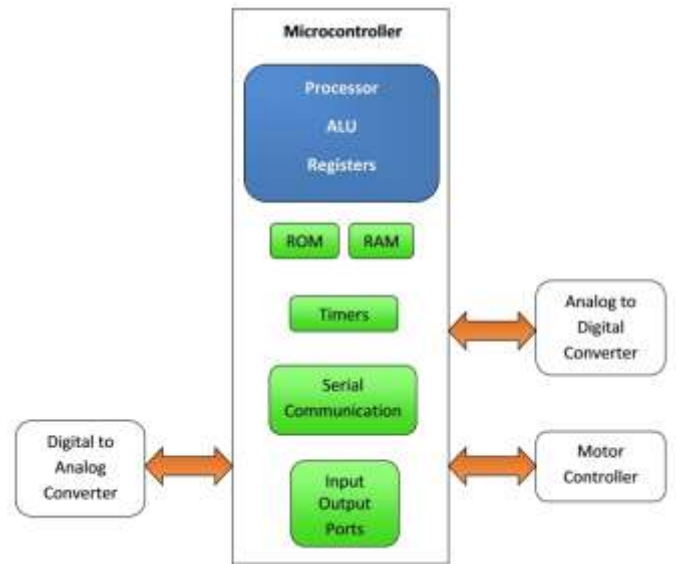 Microcontroller
Processor
ALU
Registers
ROM
RAM
Timers
Analog to
Digital
Converter
Serial
Communication
Digital to
Analog
Converter
Motor
Controller
Input
Output
Ports